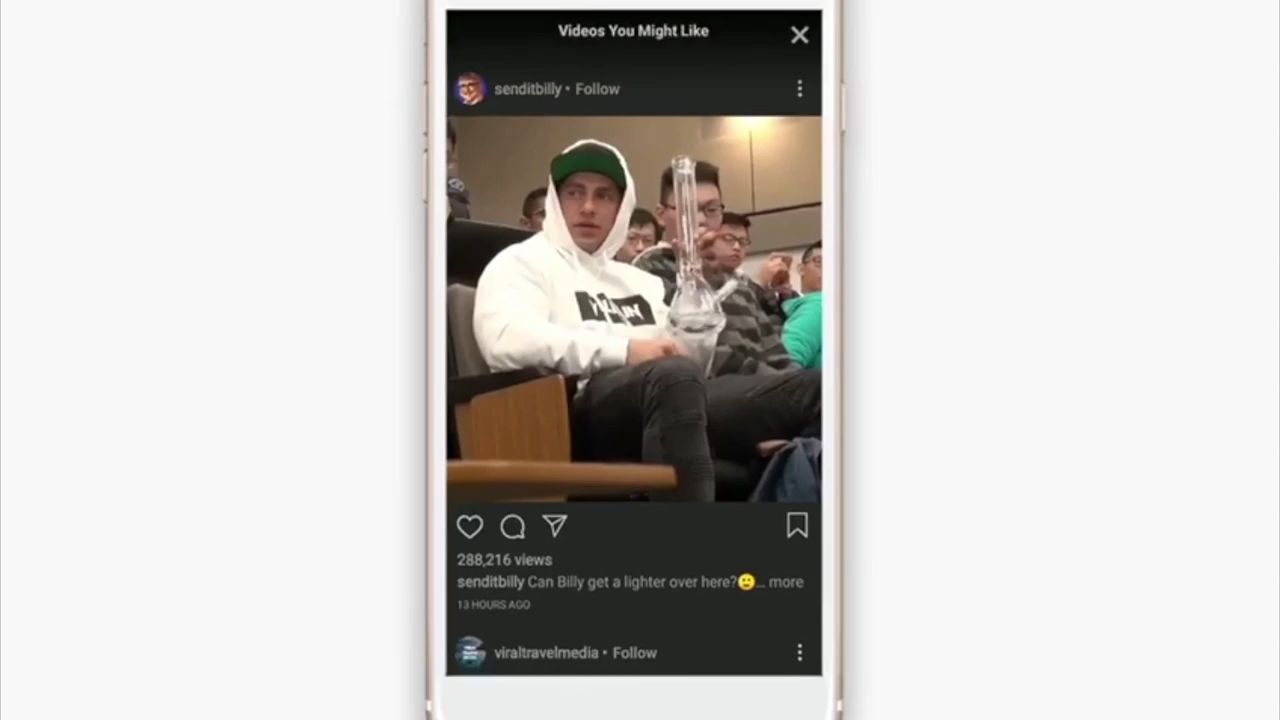 Videos You Might Like
senditbilly • Follow
288,216 views
senditbilly Can Billy get a lighter over here?🙂... more
13 HOURS AGO
viraltravelmedia • Follow